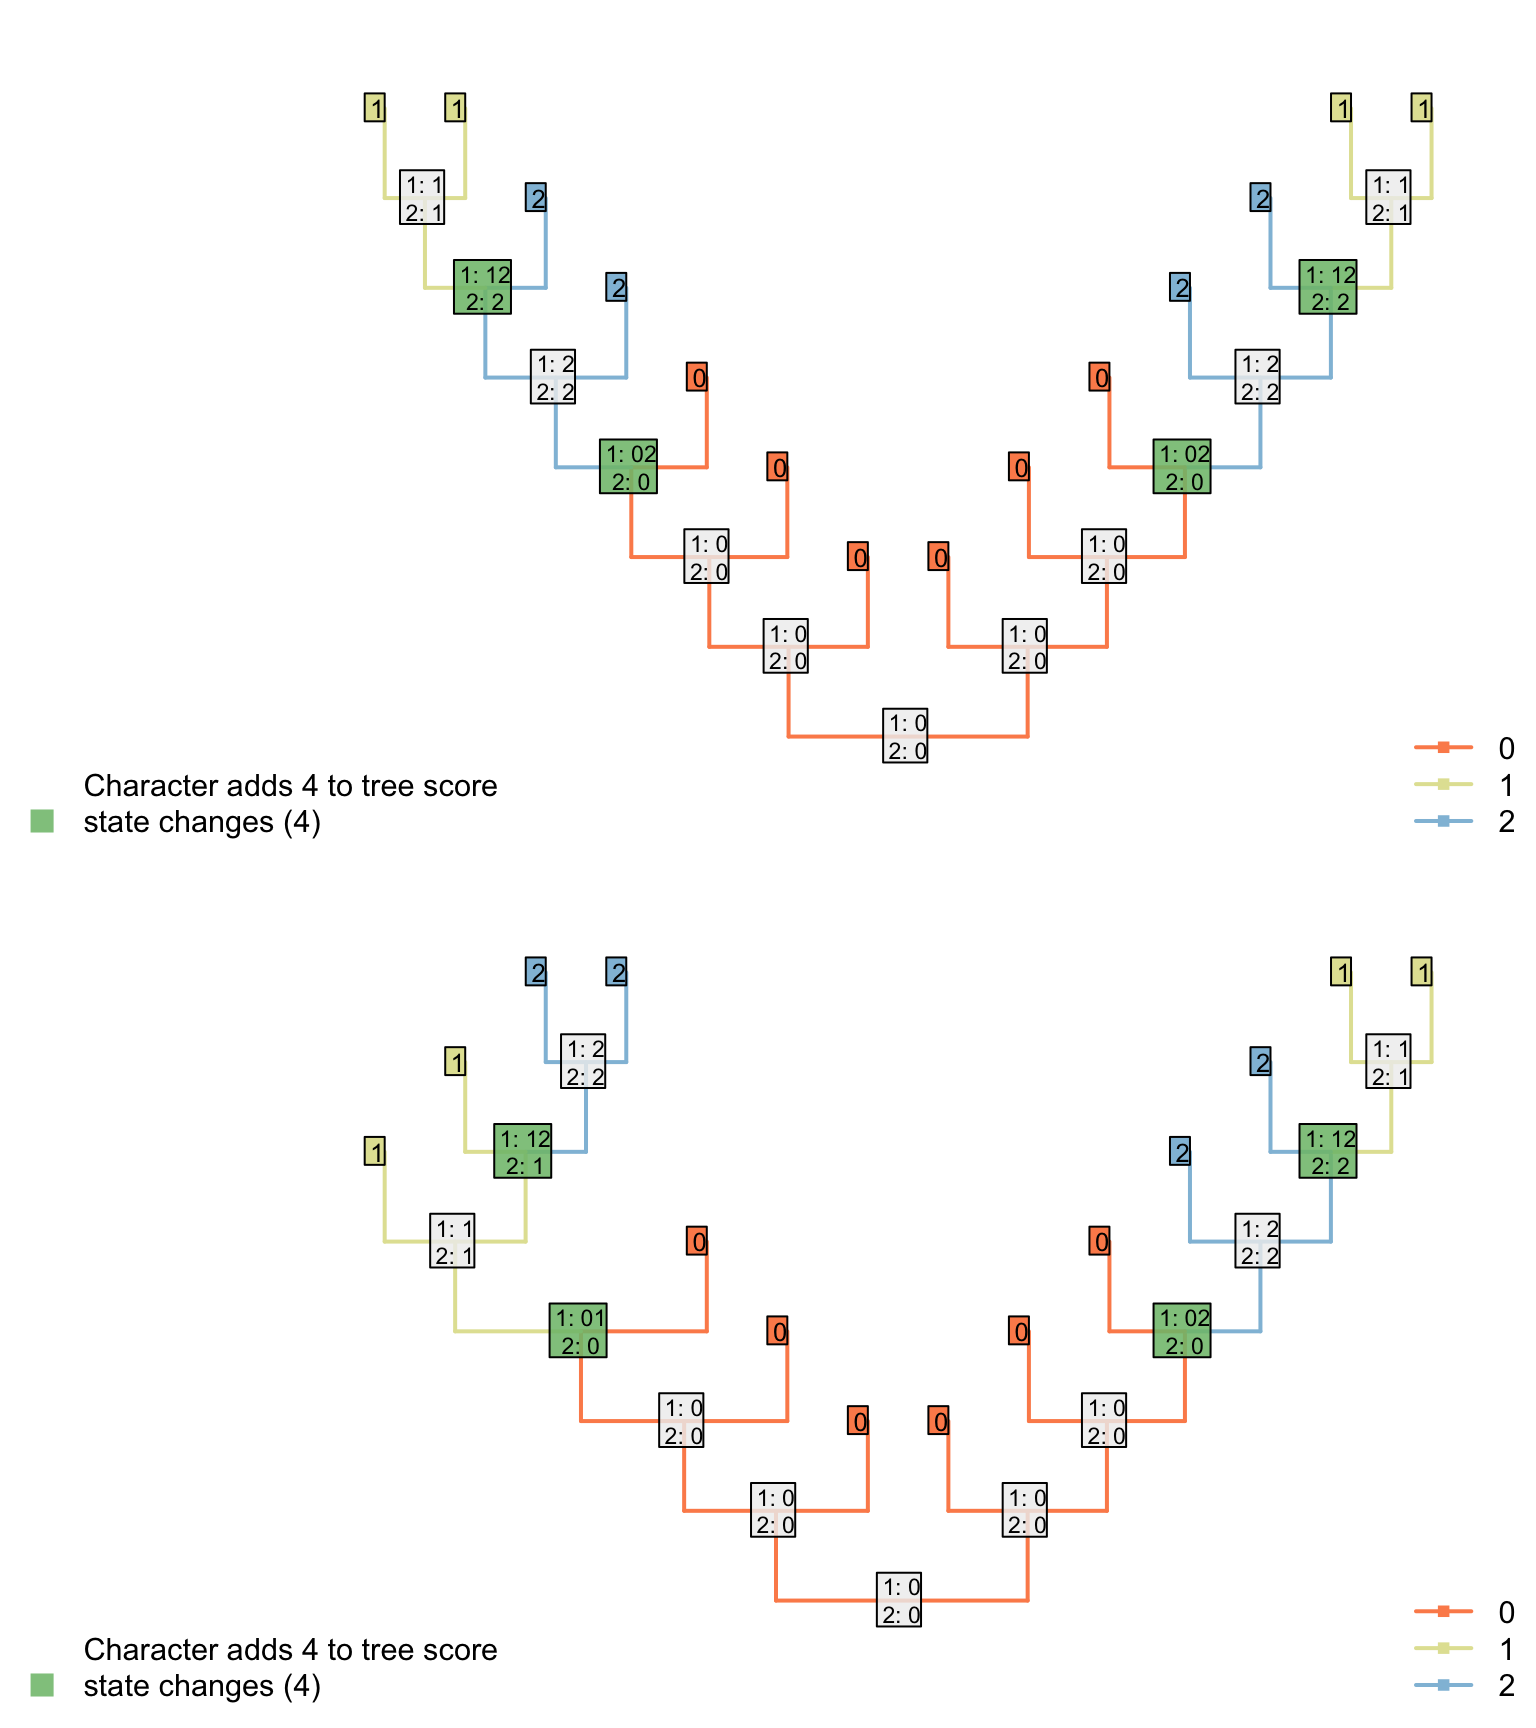 1 1 1 1
1: 1 1: 1
2: 1 2: 1
2 2
1: 12 1: 12
2: 2 2: 2
2 2
1: 2 1: 2
2: 2 2: 2
0 0
1: 02 1: 02
2: 0 2: 0
0 0
1: 0 1: 0
2: 0 2: 0
0 0
1: 0 1: 0
2: 0 2: 0
1: 0
2: 0
0
1
2
Character adds 4 to tree score
state changes (4)
2 2 1 1
1: 2 1: 1
2: 2 2: 1
1 2
1: 12 1: 12
2: 1 2: 2
1 2
1: 1 1: 2
2: 1 2: 2
0 0
1: 01 1: 02
2: 0 2: 0
0 0
1: 0 1: 0
2: 0 2: 0
0 0
1: 0 1: 0
2: 0 2: 0
1: 0
2: 0
0
1
2
Character adds 4 to tree score
state changes (4)